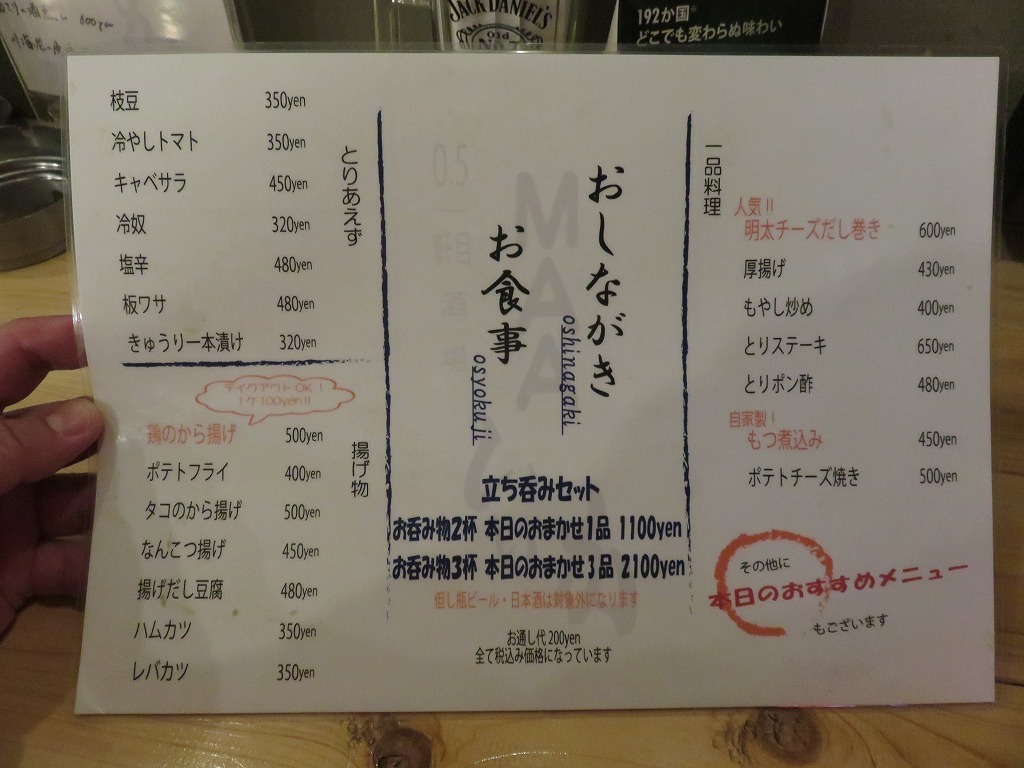 JACK DANIEL'S
Old
192か国※
どこでも変わらぬ味わい
600yen
枝豆 350yen
冷やしトマト 350yen
キャベサラ 450yen
冷奴 320yen
塩辛 480yen
板ワサ 480yen
きゅうり一本漬け 320yen
とりあえず
テイクアウトOK!
1ケ100yen!!
鶏のから揚げ 500yen
ポテトフライ 400yen
タコのから揚げ 500yen
なんこつ揚げ 450yen
揚げだし豆腐 480yen
ハムカツ 350yen
レバカツ 350yen
揚げ物
おしながき
oshinagaki
お食事
osyokuji
立ち呑みセット
お呑み物2杯 本日のおまかせ1品 1100yen
お呑み物3杯 本日のおまかせ3品 2100yen
但し瓶ビール・日本酒は対象外になります
お通し代200yen
全て税込み価格になっています
一品料理
人気!!
明太チーズだし巻き 600yen
厚揚げ 430yen
もやし炒め 400yen
とりステーキ 650yen
とりポン酢 480yen
自家製!
もつ煮込み 450yen
ポテトチーズ焼き 500yen
その他に
本日のおすすめメニュー
もございます